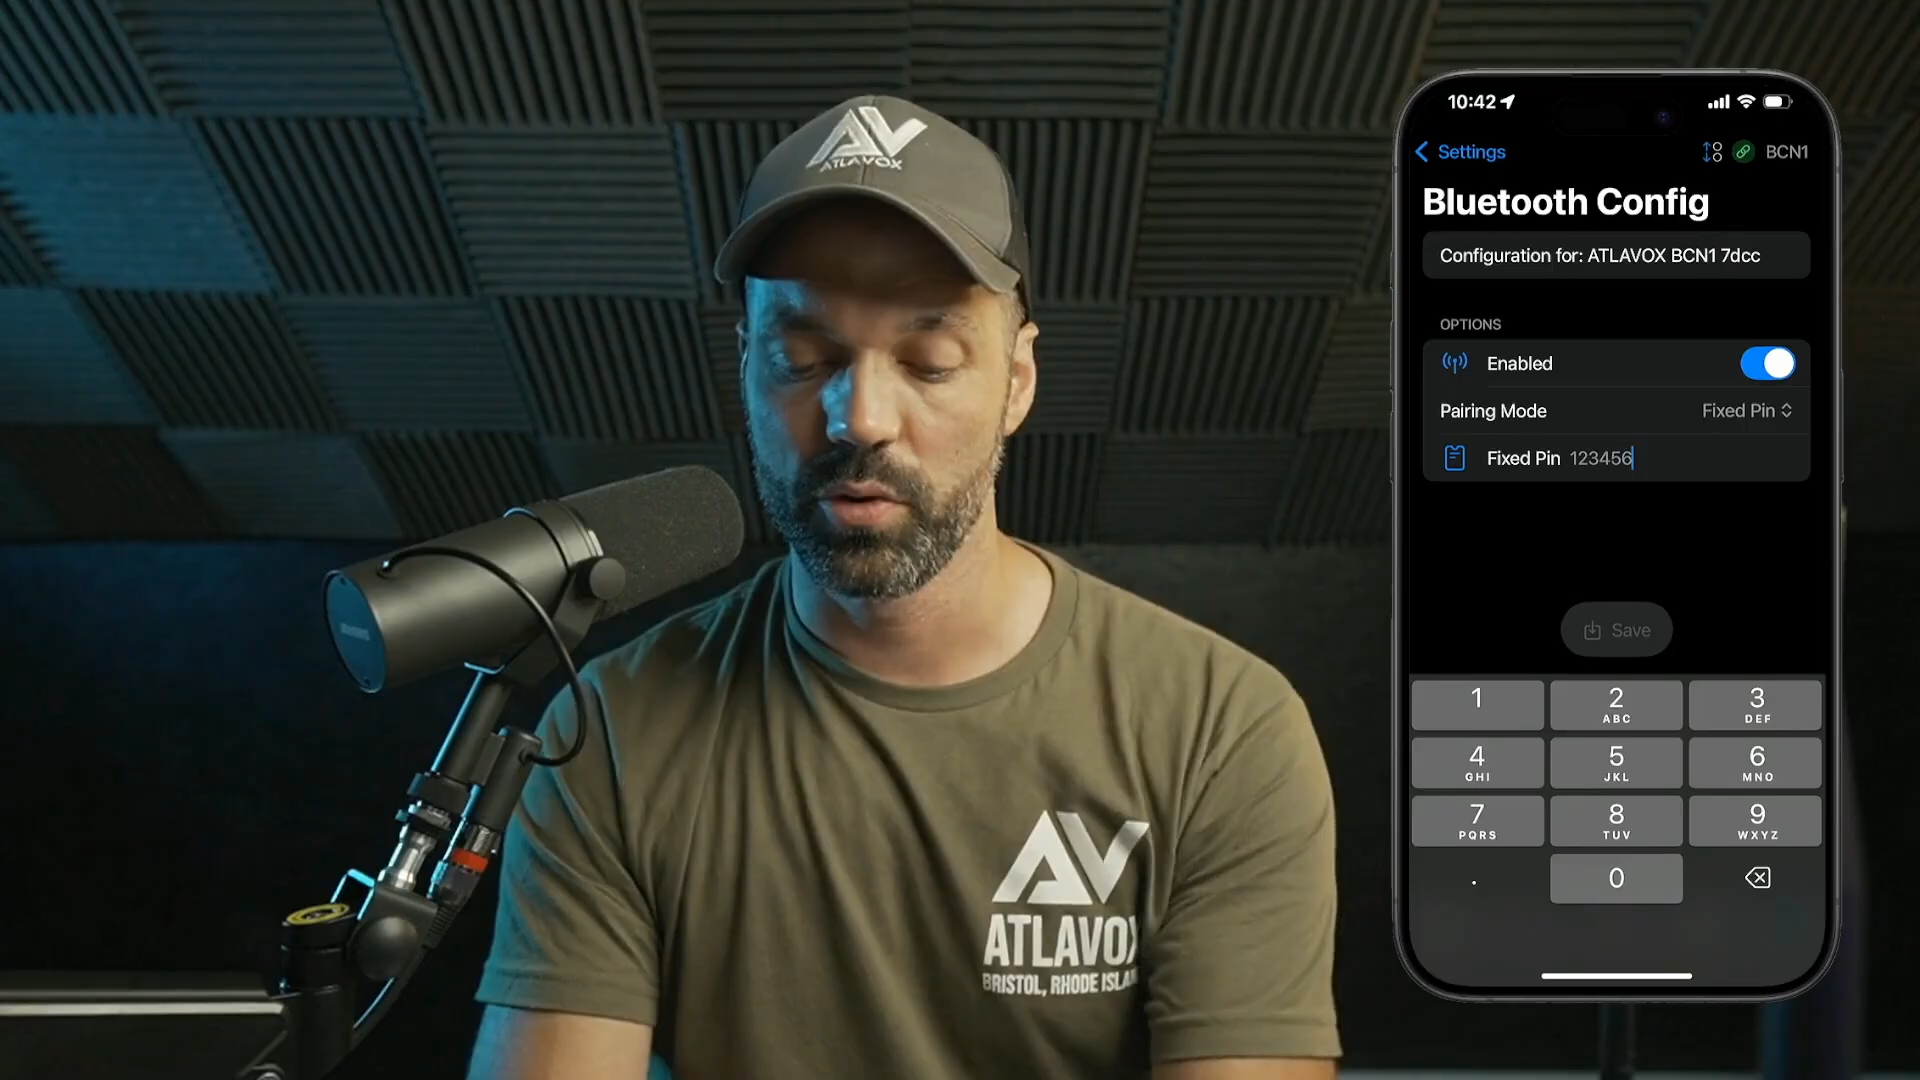 ATLAVOX
ATLAVOX
BRISTOL, RHODE ISLA
10:42
Settings
BCN1
Bluetooth Config
Configuration for: ATLAVOX BCN1 7dcc
OPTIONS
Enabled
Pairing Mode Fixed Pin
Fixed Pin 123456
Save
1 2 3
ABC DEF
4 5 6
GHI JKL MNO
7 8 9
PQRS TUV WXYZ
. 0